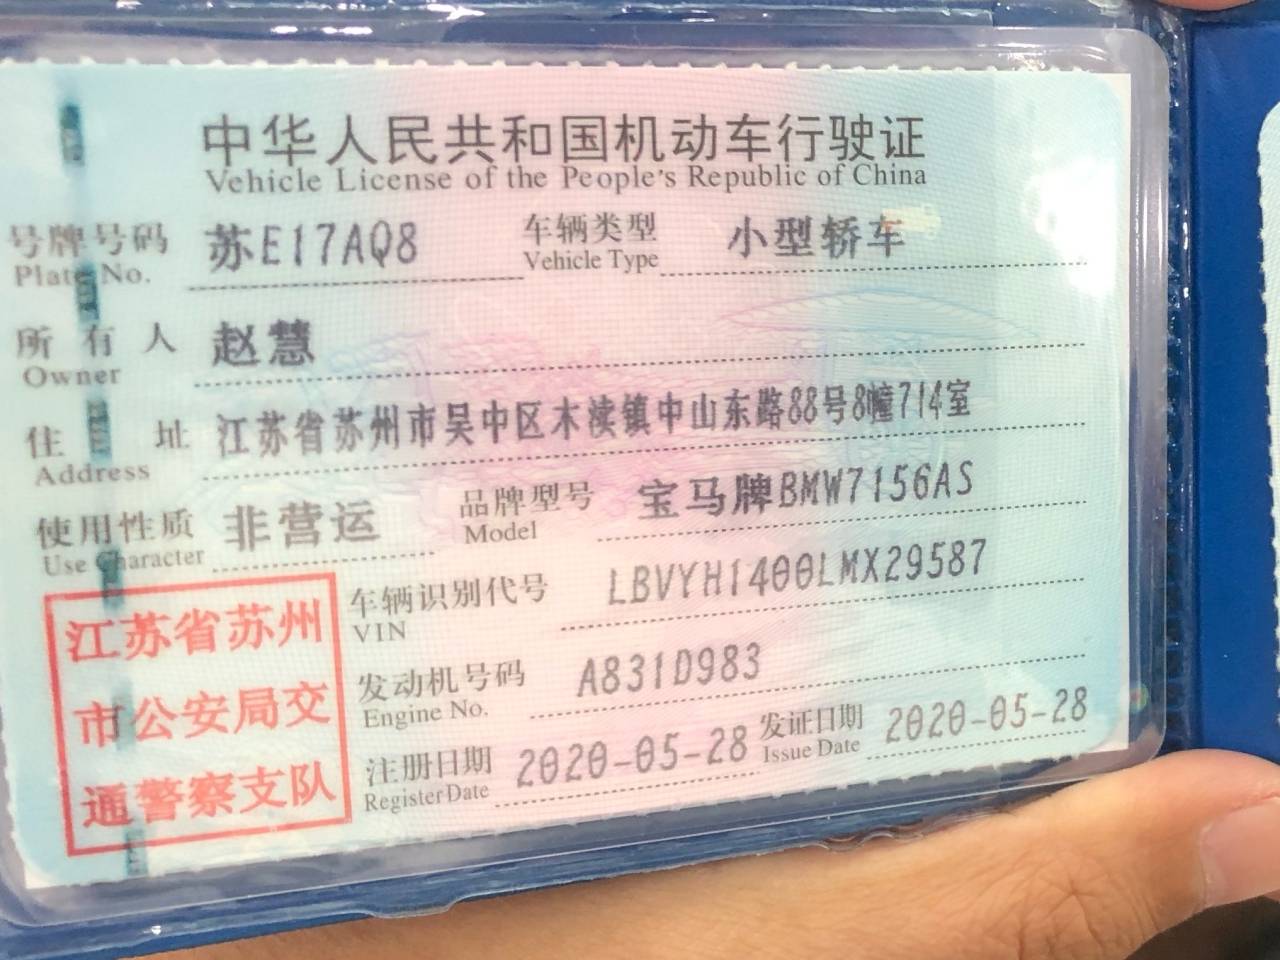 中华人民共和国机动车行驶证
Vehicle License of the People's Republic of China
号牌号码 苏E17AQ8 车辆类型 小型轿车
Plate No. Vehicle Type
所有人 赵慧
Owner
住址 江苏省苏州市吴中区木渎镇中山东路88号8幢714室
Address
使用性质 非营运 品牌型号 宝马牌BMW7156AS
Use Character Model
江苏省苏州
市公安局交
通警察支队
车辆识别代号 LBVYH1400LMX29587
VIN
发动机号码 A831D983
Engine No.
注册日期 2020-05-28 发证日期 2020-05-28
Register Date Issue Date